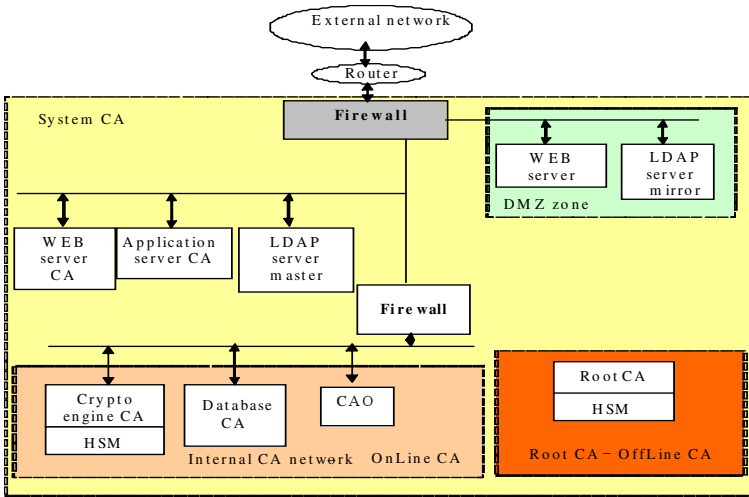 External network
Router
System CA
Firewall
WEB
server
LDAP
server
mirror
DMZ zone
WEB
server
CA
Application
server CA
LDAP
server
master
Firewall
Crypto
engine CA
HSM
Database
CA
CAO
Internal CA network OnLine CA
Root CA
HSM
Root CA – OffLine CA